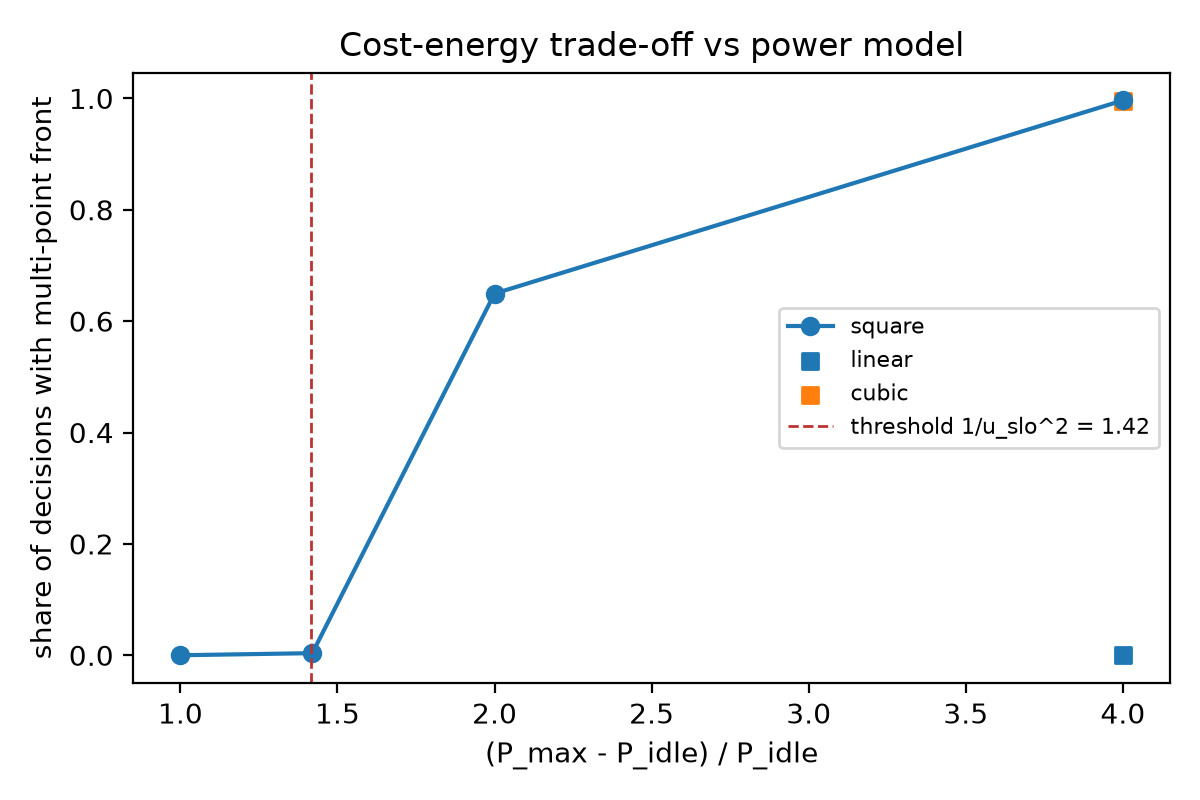 Cost-energy trade-off vs power model
share of decisions with multi-point front
1.0
0.8
0.6
0.4
0.2
0.0
square
linear
cubic
threshold 1/u_slo^2 = 1.42
1.0 1.5 2.0 2.5 3.0 3.5 4.0
(P_max - P_idle) / P_idle